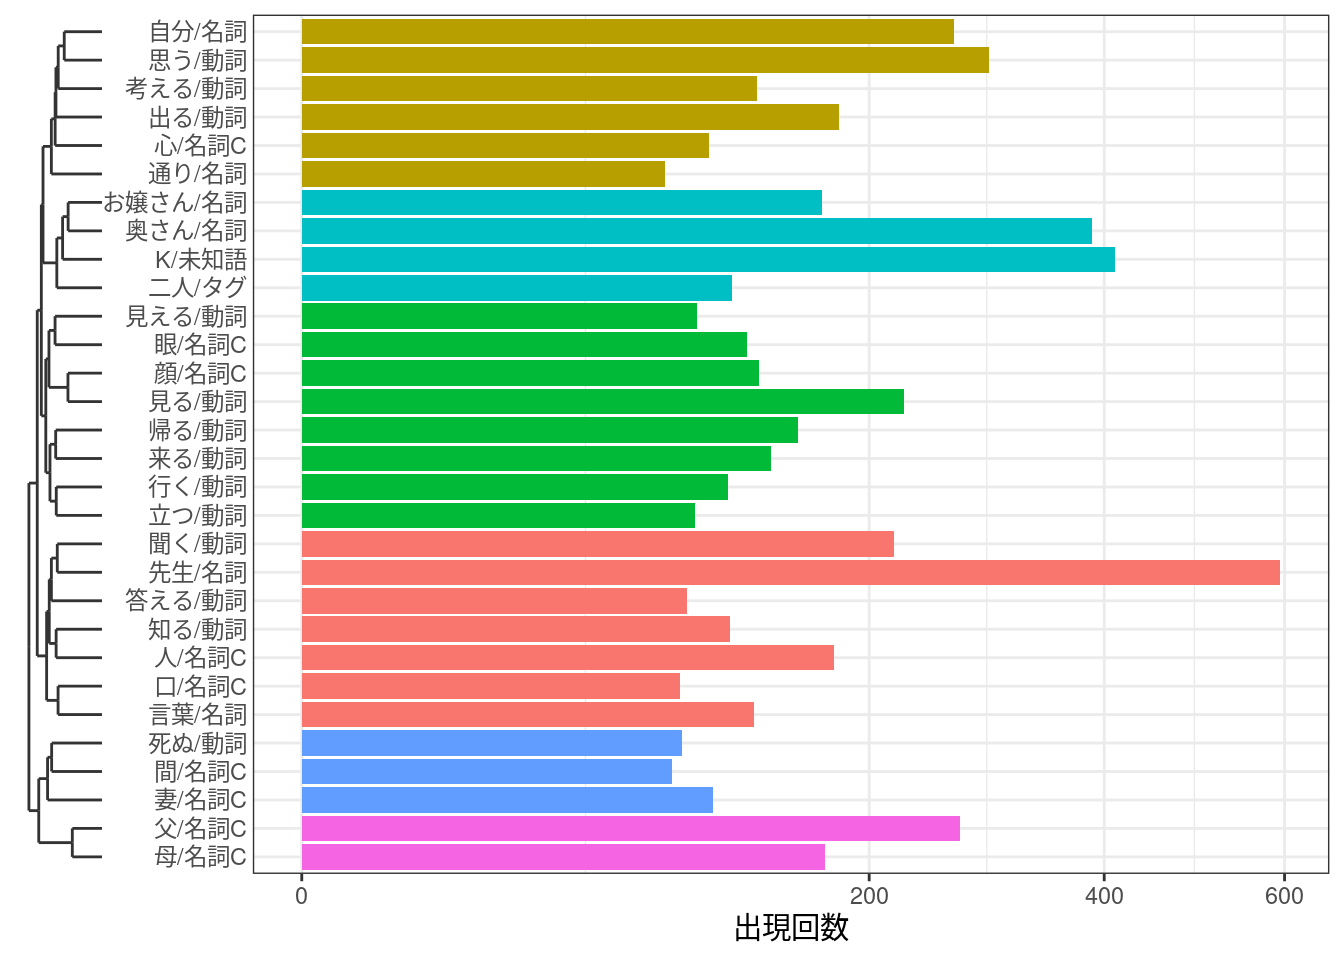 自分/名詞
思う/動詞
考える/動詞
出る/動詞
心/名詞C
通り/名詞
お嬢さん/名詞
奥さん/名詞
K/未知語
二人/タグ
見える/動詞
眼/名詞C
顔/名詞C
見る/動詞
帰る/動詞
来る/動詞
行く/動詞
立つ/動詞
聞く/動詞
先生/名詞
答える/動詞
知る/動詞
人/名詞C
口/名詞C
言葉/名詞
死ぬ/動詞
間/名詞C
妻/名詞C
父/名詞C
母/名詞C
0 200 400 600
出現回数